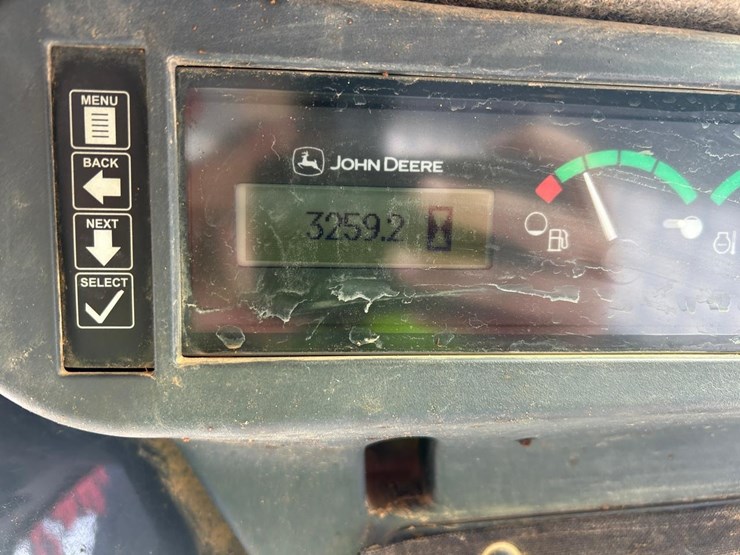 MENU
BACK
NEXT
SELECT
JOHN DEERE
3259.2